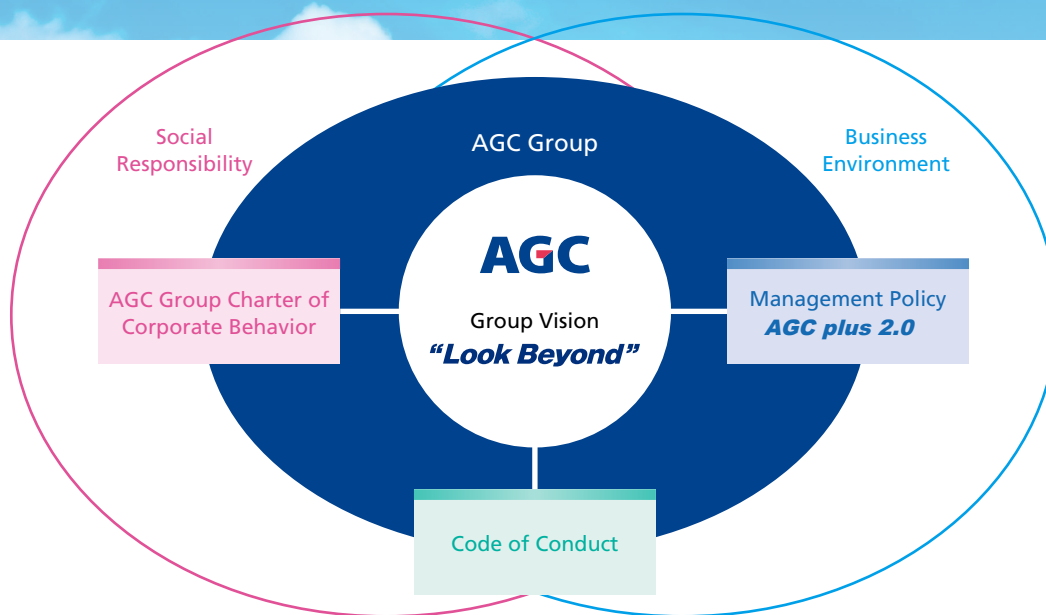 Social
Responsibility
AGC Group
Business
Environment
AGC
Group Vision
“Look Beyond”
AGC Group Charter of
Corporate Behavior
Management Policy
AGC plus 2.0
Code of Conduct